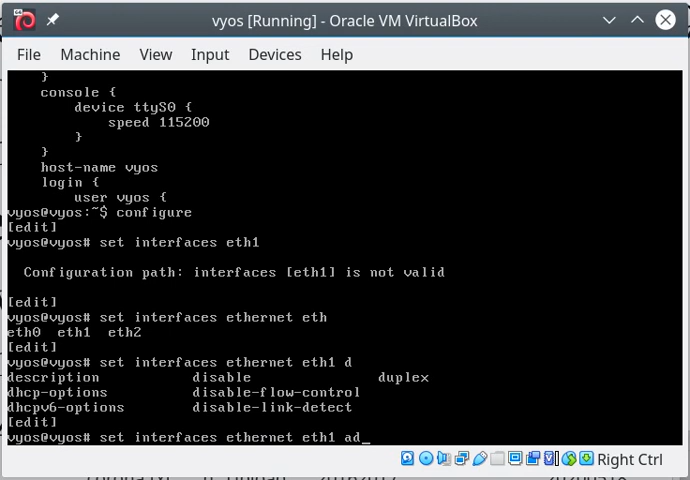 vyos [Running] - Oracle VM VirtualBox
File Machine View Input Devices Help
}
console {
device ttyS0 {
speed 115200
}
}
host-name vyos
login {
user vyos {
vyos@vyos:~$ configure
[edit]
vyos@vyos# set interfaces eth1
Configuration path: interfaces [eth1] is not valid
[edit]
vyos@vyos# set interfaces ethernet eth
eth0 eth1 eth2
[edit]
vyos@vyos# set interfaces ethernet eth1 d
description disable duplex
dhcp-options disable-flow-control
dhcpv6-options disable-link-detect
[edit]
vyos@vyos# set interfaces ethernet eth1 ad_
Right Ctrl